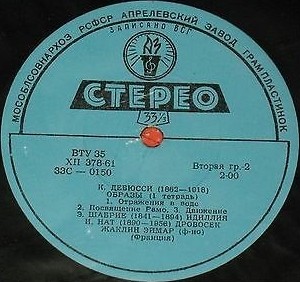 МОСОБЛСОВНАРХОЗ РСФСР АПРЕЛЕВСКИЙ ЗАВОД ГРАМПЛАСТИНОК
ЗАПИСАНО ВСГ
СТЕРЕО
33⅓
ВТУ 35
ХП 378-61
33С — 0150
Вторая гр.-2
2-00
К. ДЕБЮССИ (1862—1918)
ОБРАЗЫ (1 тетрадь)
1. Отражения в воде
2. Посвящение Рамо, 3. Движение
Э. ШАБРИЕ (1841—1894) ИДИЛЛИЯ
И. НАТ (1890—1956) ДРОВОСЕК
ЖАКЛИН ЭЙМАР (ф-но)
(Франция)